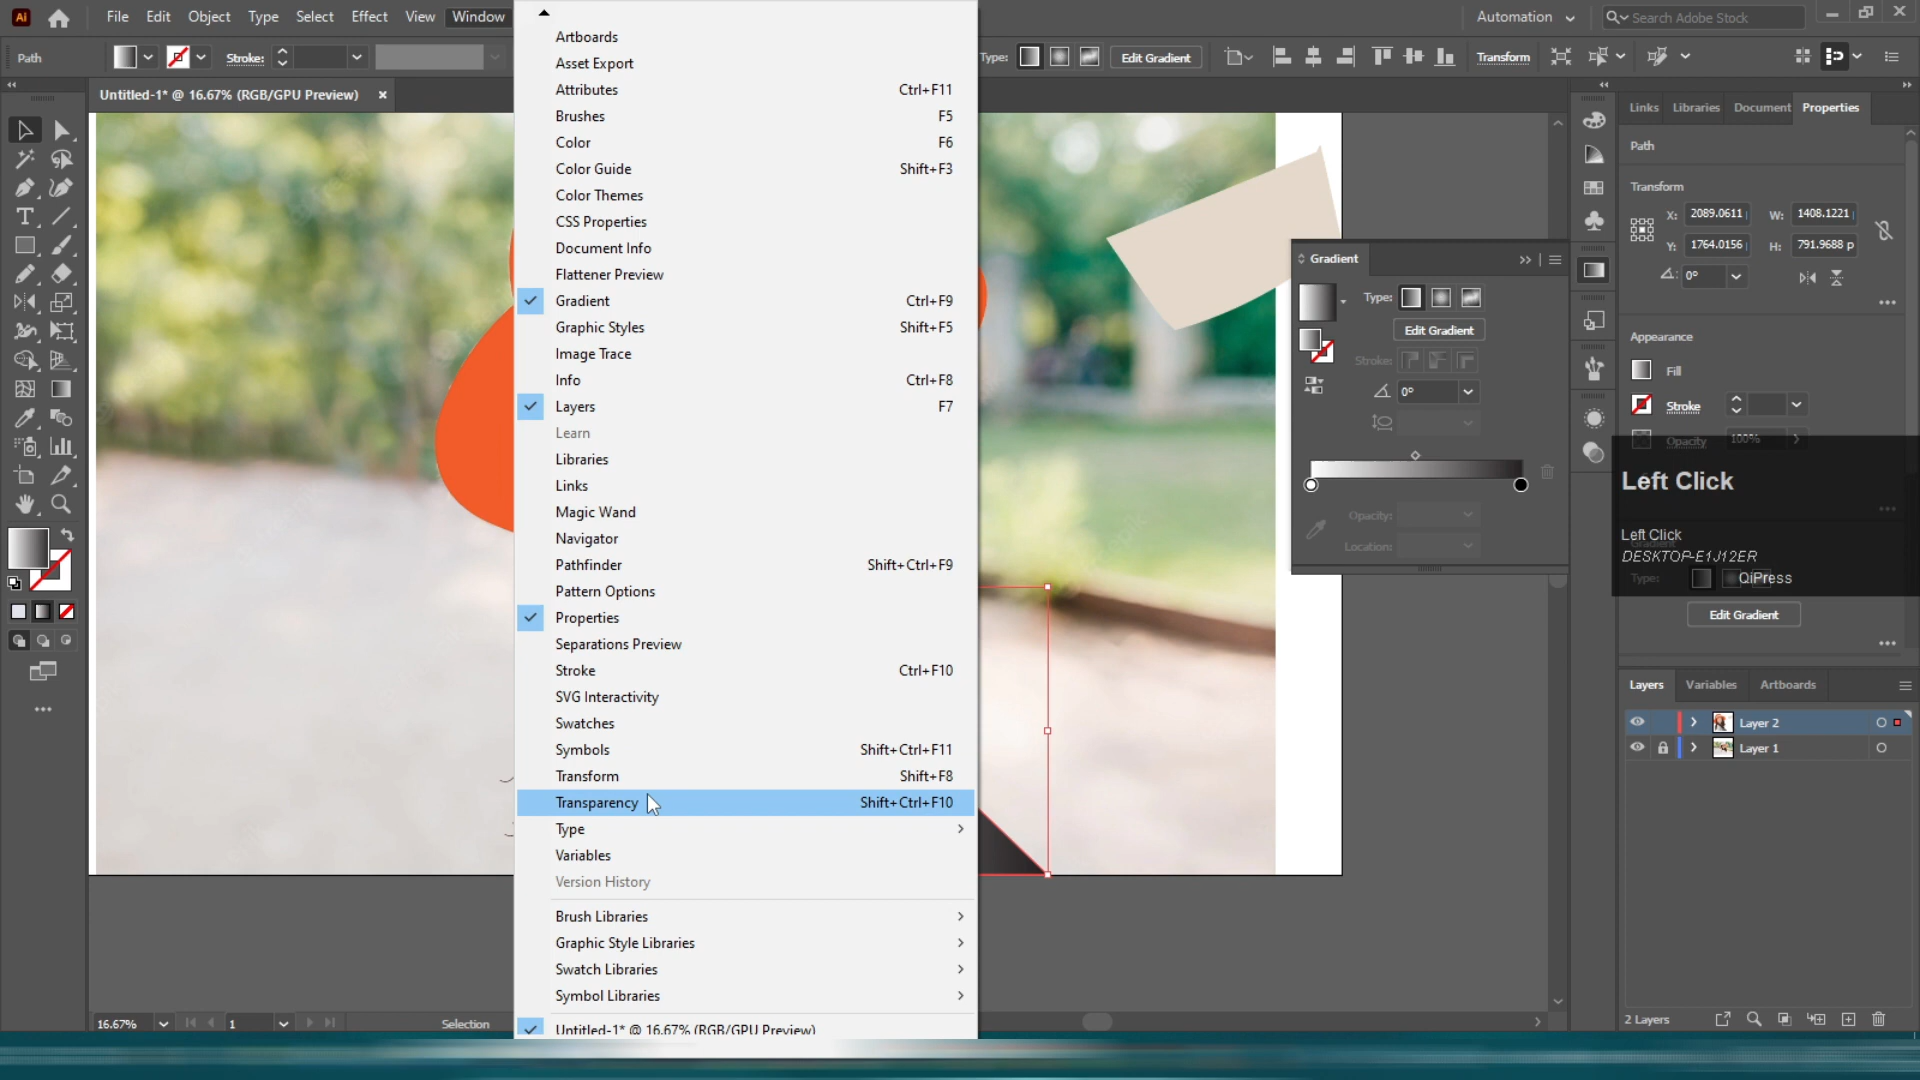 Ai
File Edit Object Type Select Effect View Window
Automation
Search Adobe Stock
Path
Stroke:
Type:
Edit Gradient
Transform
Untitled-1* @ 16.67% (RGB/GPU Preview)
Artboards
Asset Export
Attributes Ctrl+F11
Brushes F5
Color F6
Color Guide Shift+F3
Color Themes
CSS Properties
Document Info
Flattener Preview
Gradient Ctrl+F9
Graphic Styles Shift+F5
Image Trace
Info Ctrl+F8
Layers F7
Learn
Libraries
Links
Magic Wand
Navigator
Pathfinder Shift+Ctrl+F9
Pattern Options
Properties
Separations Preview
Stroke Ctrl+F10
SVG Interactivity
Swatches
Symbols Shift+Ctrl+F11
Transform Shift+F8
Transparency Shift+Ctrl+F10
Type
Variables
Version History
Brush Libraries
Graphic Style Libraries
Swatch Libraries
Symbol Libraries
Untitled-1* @ 16.67% (RGB/GPU Preview)
Gradient
Type:
Edit Gradient
Stroke:
0°
Opacity:
Location:
Links Libraries Document Properties
Path
Transform
X: 2089.0611 W: 1408.1221
Y: 1764.0156 H: 791.9688 p
0°
Appearance
Fill
Stroke
Opacity 100%
Left Click
Left Click
DESKTOP-E1J12ER
Gradient
Type:
QiPress
Edit Gradient
Layers Variables Artboards
Layer 2
Layer 1
2 Layers
16.67%
1
Selection